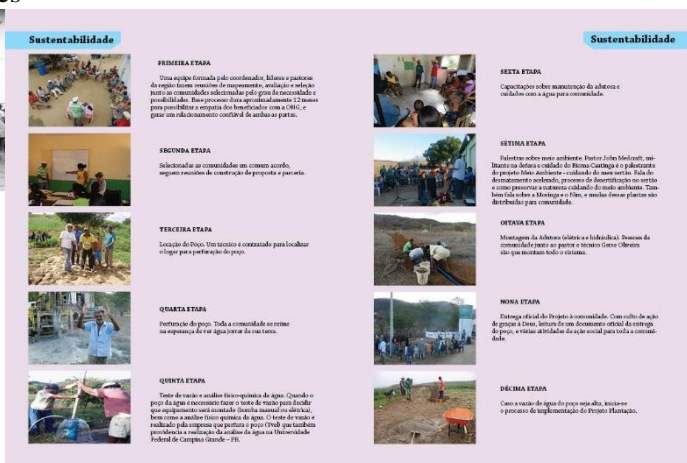 Sustentabilidade
PRIMEIRA ETAPA
Uma equipe formada pelo coordenador, líderes e pastores
da região fazem reuniões de mapeamento, avaliação e seleção
junto as comunidades selecionadas pelo grau de necessidade e
possibilidades. Esse processo dura aproximadamente 12 meses
para possibilitar a empatia dos beneficiador com a ONG, e
gerar um relacionamento confiável de ambas as partes.
SEGUNDA ETAPA
Selecionadas as comunidades em comum acordo,
seguem reuniões de construção de proposta e parceria.
TERCEIRA ETAPA
Locação do Poço. Um técnico é contratado para localizar
o lugar para perfuração do poço.
QUARTA ETAPA
Perfuração do poço. Toda a comunidade se reúne
na esperança de ver água jorrar de sua terra.
QUINTA ETAPA
Teste de vazão e análise físico-química da água. Quando o
poço da água é necessário fazer o teste de vazão para decidir
que equipamento será montado (bomba manual ou elétrica),
bem como a análise físico química da água. O teste de vazão é
realizado pela empresa que perfura o poço (Yvel) que também
providencia a realização da análise da água na Universidade
Federal de Campina Grande – PB.
Sustentabilidade
SEXTA ETAPA
Capacitações sobre manutenção da adutora e
cuidados com a água para comunidade.
SÉTIMA ETAPA
Palestras sobre meio ambiente. Pastor John Medcraft, mi-
litante na defesa e cuidado do Bioma Caatinga é o palestrante
do projeto Meio Ambiente - cuidando do meu sertão. Fala do
desmatamento acelerado, processo de desertificação no sertão
e como preservar a natureza cuidando do meio ambiente. Tam-
bém fala sobre a Moringa e o Nim, e mudas dessas plantas são
distribuídas para comunidade.
OITAVA ETAPA
Montagem da Adutora (elétrica e hidráulica). Pessoas da
comunidade junto ao pastor e técnico Oliveira
são que montam todo o sistema.
NONA ETAPA
Entrega oficial do Projeto à comunidade. Com culto de ação
de graças à Deus, leitura de um documento oficial da entrega
do poço, e várias atividades de ação social para toda a comuni-
dade.
DÉCIMA ETAPA
Caso a vazão de água do poço seja alta, inicia-se
o processo de implementação do Projeto Plantação.